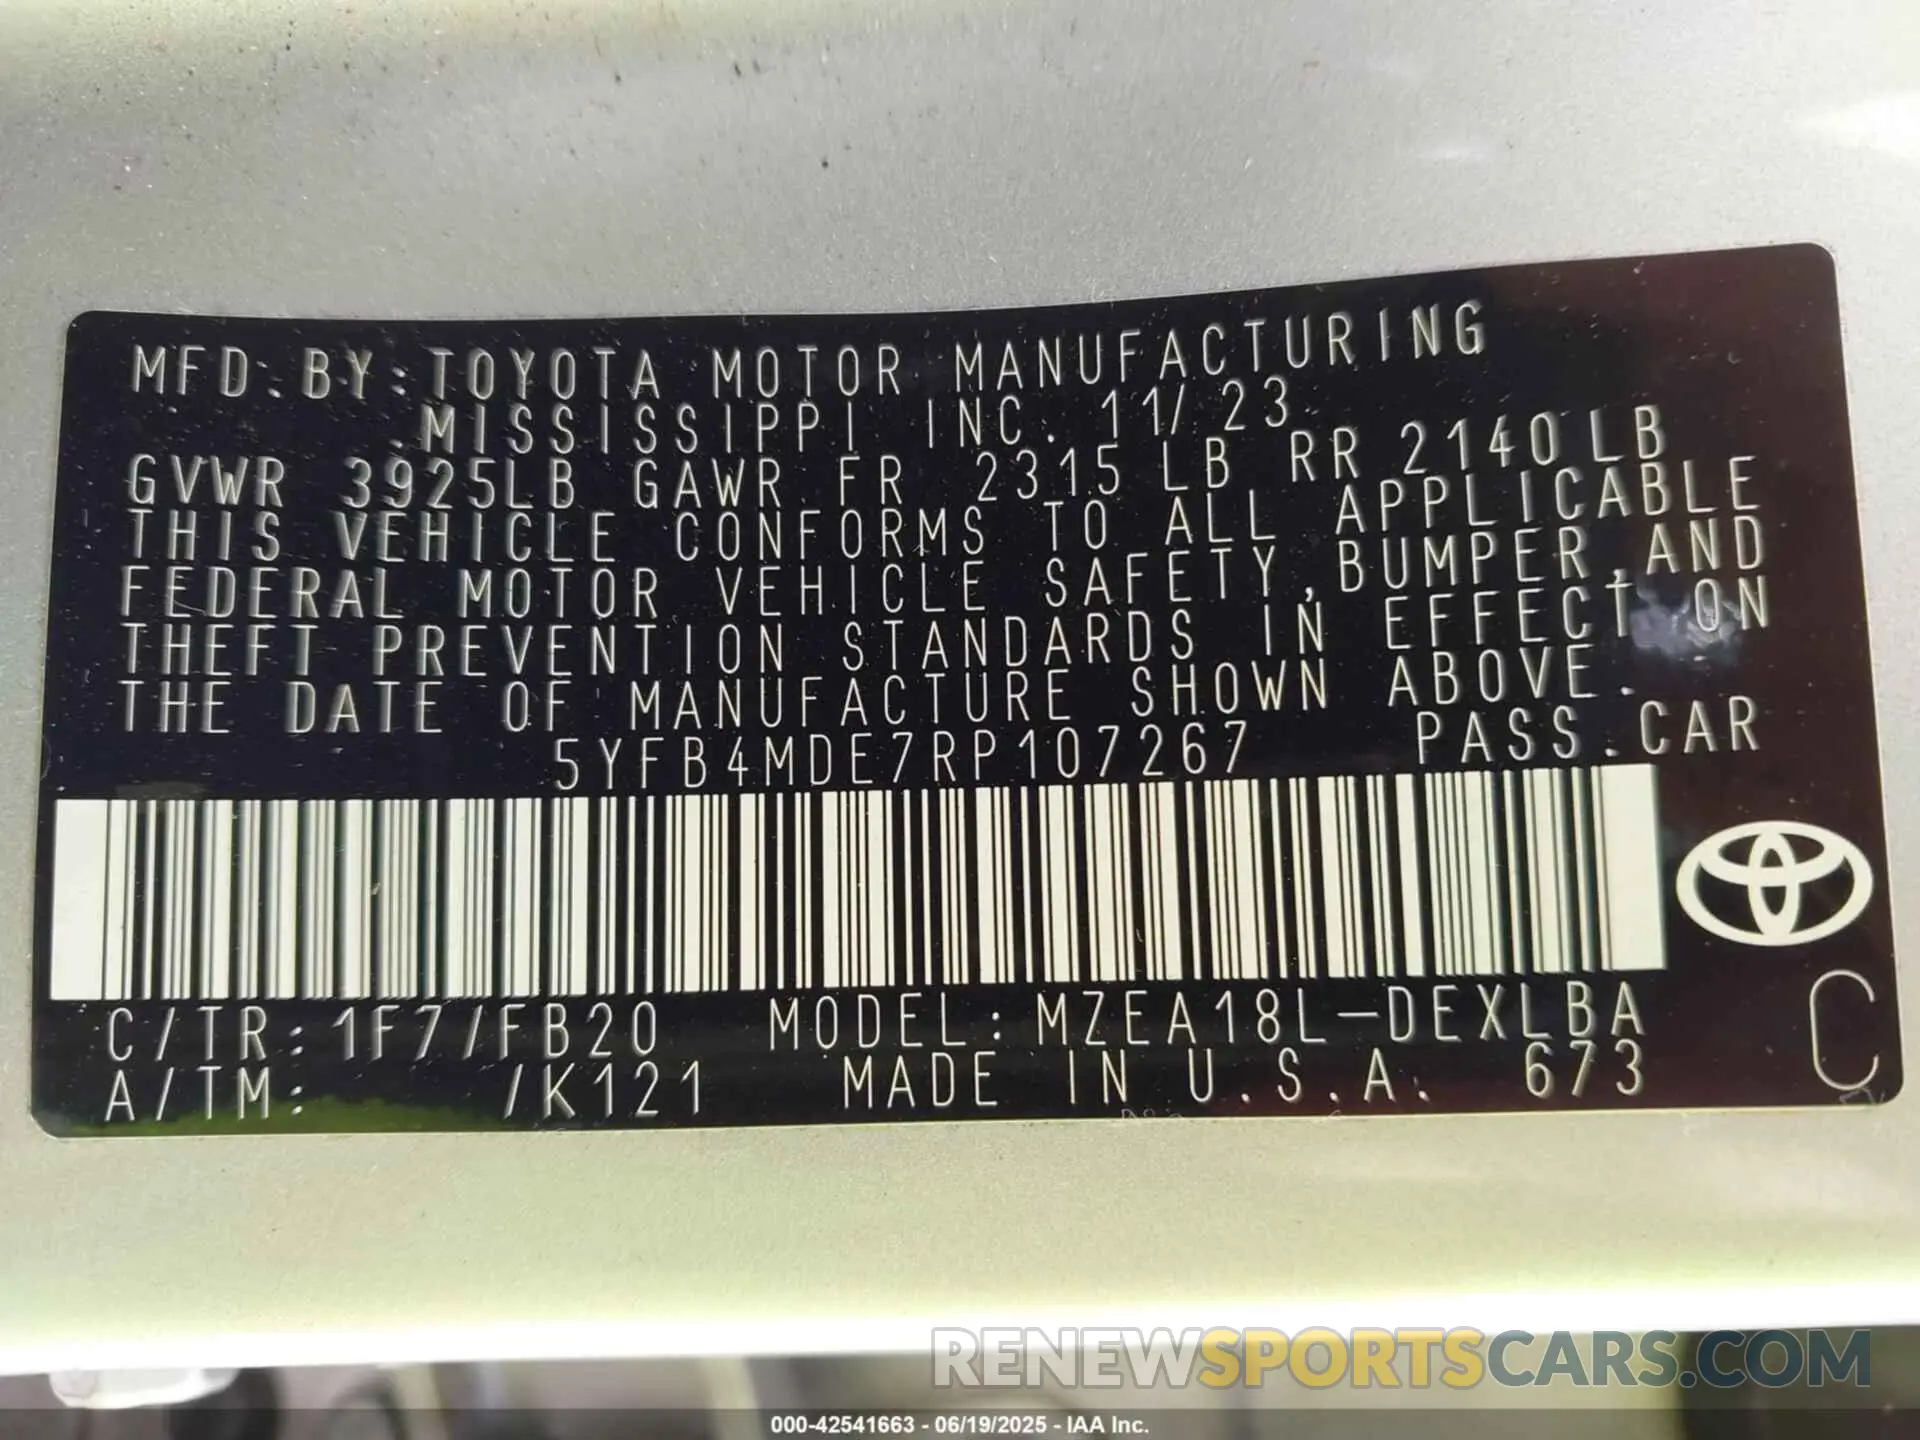 MFD.BY:TOYOTA MOTOR MANUFACTURING
MISSISSIPPI INC. 11/23
GVWR 3925LB GAWR FR 2315 LB RR 2140LB
THIS VEHICLE CONFORMS TO ALL APPLICABLE
FEDERAL MOTOR VEHICLE SAFETY,BUMPER,AND
THEFT PREVENTION STANDARDS IN EFFECT ON
THE DATE OF MANUFACTURE SHOWN ABOVE.
5YFB4MDE7RP107267 PASS.CAR
C/TR:1F7/FB20 MODEL:MZEA18L-DEXLBA
A/TM: /K121 MADE IN U.S.A. 673
C
RENEWSPORTSCARS.COM
000-42541663 - 06/19/2025 - IAA Inc.